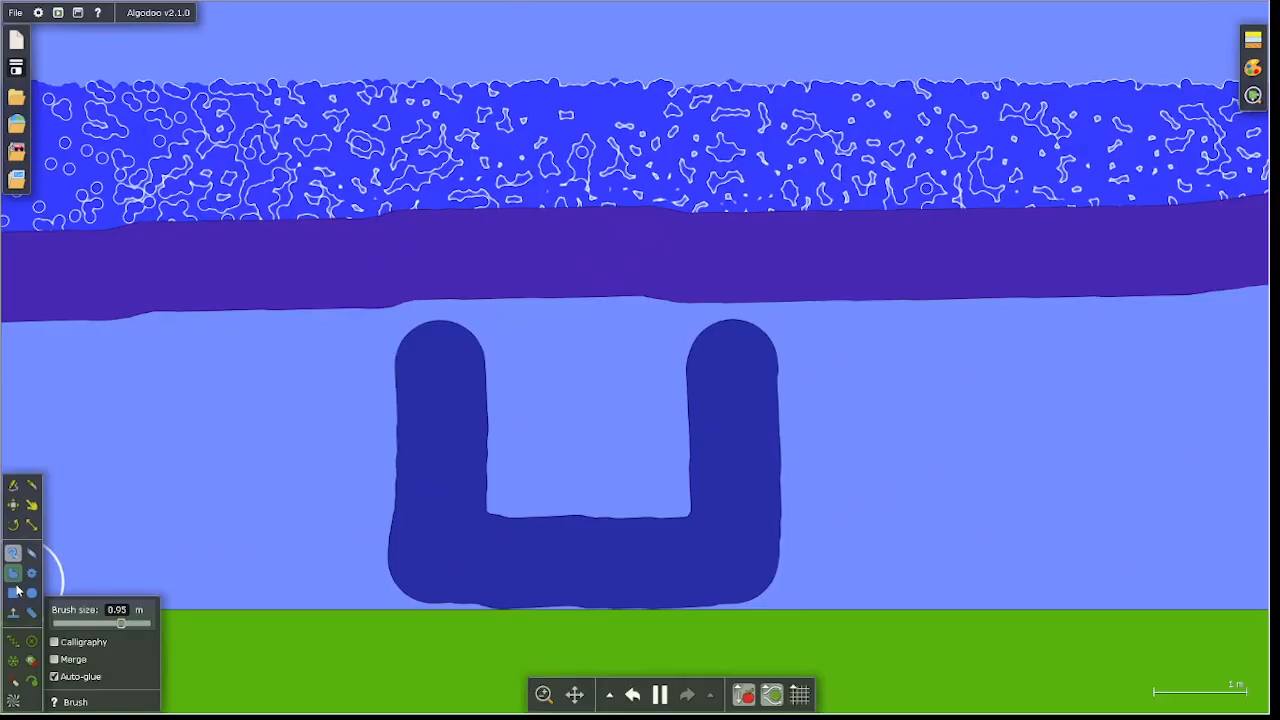 File ? Algodoo v2.1.0
Brush size: 0.95 m
Calligraphy
Merge
Auto-glue
? Brush
1 m